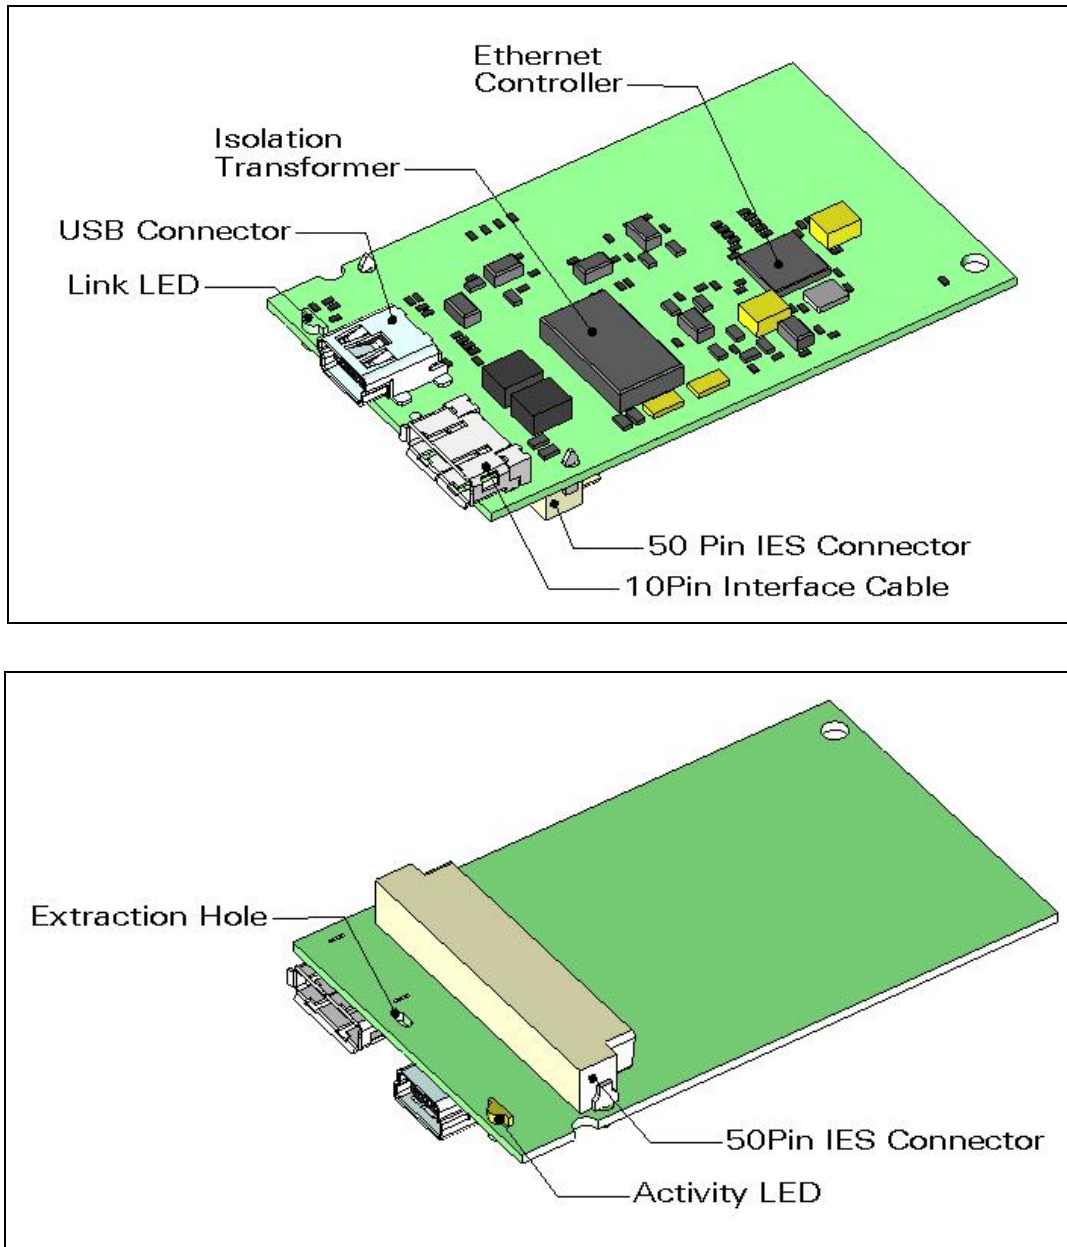 Ethernet
Controller
Isolation
Transformer
USB Connector
Link LED
50 Pin IES Connector
10Pin Interface Cable
Extraction Hole
50Pin IES Connector
Activity LED